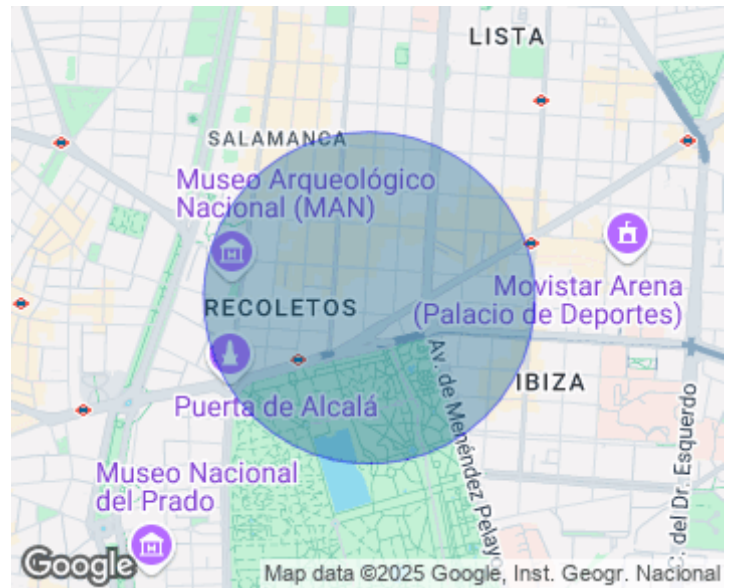 LISTA
SALAMANCA
Museo Arqueológico
Nacional (MAN)
Movistar Arena
(Palacio de Deportes)
RECOLETOS
Av. de Menéndez Pelayo
IBIZA
Puerta de Alcalá
C. del Dr. Esquerdo
Museo Nacional
del Prado
Google
Map data ©2025 Google, Inst. Geogr. Nacional